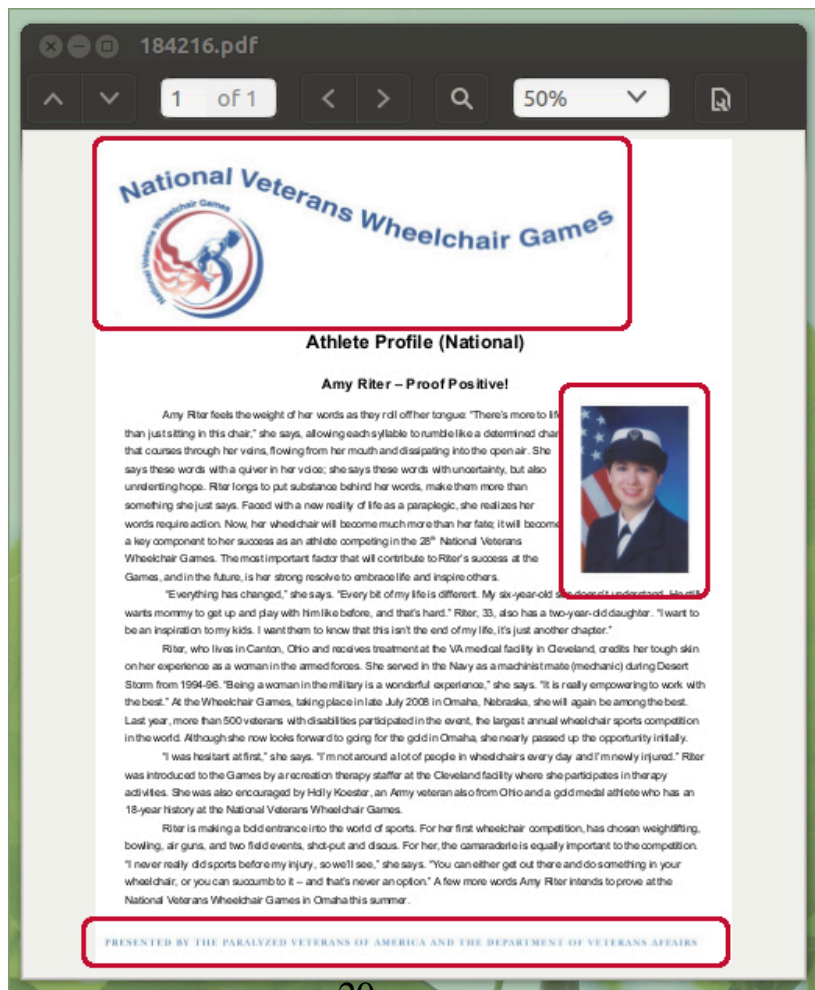 184216.pdf
1 of 1
50%
National Veterans Wheelchair Games
National Veterans Wheelchair Games
Athlete Profile (National)
Amy Riter – Proof Positive!
Amy Riter feels the weight of her words as they roll off her tongue: "There's more to life
than just sitting in this chair," she says, allowing each syllable to rumble like a determined
that courses through her veins, flowing from her mouth and dissipating into the open air. She
says these words with a quiver in her voice; she says these words with uncertainty, but also
unrelenting hope. Riter longs to put substance behind her words, make them more than
something she just says. Faced with a new reality of life as a paraplegic, she realizes her
words require action. Now, her wheelchair will become much more than her fate; it will become
a key component to her success as an athlete competing in the 28th National Veterans
Wheelchair Games. The most important factor that will contribute to Riter's success at the
Games, and in the future, is her strong resolve to embrace life and inspire others.
"Everything has changed," she says. "Every bit of my life is different. My six-year-old son doesn't understand. He still
wants mommy to get up and play with him like before, and that's hard." Riter, 33, also has a two-year-old daughter. "I want to
be an inspiration to my kids. I want them to know that this isn't the end of my life, it's just another chapter."
Riter, who lives in Canton, Ohio and receives treatment at the VA medical facility in Cleveland, credits her tough skin
on her experience as a woman in the armed forces. She served in the Navy as a machinist mate (mechanic) during Desert
Storm from 1994-96. "Being a woman in the military is a wonderful experience," she says. "It is really empowering to work with
the best." At the Wheelchair Games, taking place in late July 2008 in Omaha, Nebraska, she will again be among the best.
Last year, more than 500 veterans with disabilities participated in the event, the largest annual wheelchair sports competition
in the world. Although she now looks forward to going for the gold in Omaha, she nearly passed up the opportunity initially.
"I was hesitant at first," she says. "I'm not around a lot of people in wheelchairs every day and I'm newly injured." Riter
was introduced to the Games by a recreation therapy staffer at the Cleveland facility where she participates in therapy
activities. She was also encouraged by Holly Koester, an Army veteran also from Ohio and a gold medal athlete who has an
18-year history at the National Veterans Wheelchair Games.
Riter is making a bold entrance into the world of sports. For her first wheelchair competition, has chosen weightlifting,
bowling, air guns, and two field events, shot-put and discus. For her, the camaraderie is equally important to the competition.
"I never really did sports before my injury, so we'll see," she says. "You can either get out there and do something in your
wheelchair, or you can succumb to it – and that's never an option." A few more words Amy Riter intends to prove at the
National Veterans Wheelchair Games in Omaha this summer.
PRESENTED BY THE PARALYZED VETERANS OF AMERICA AND THE DEPARTMENT OF VETERANS AFFAIRS